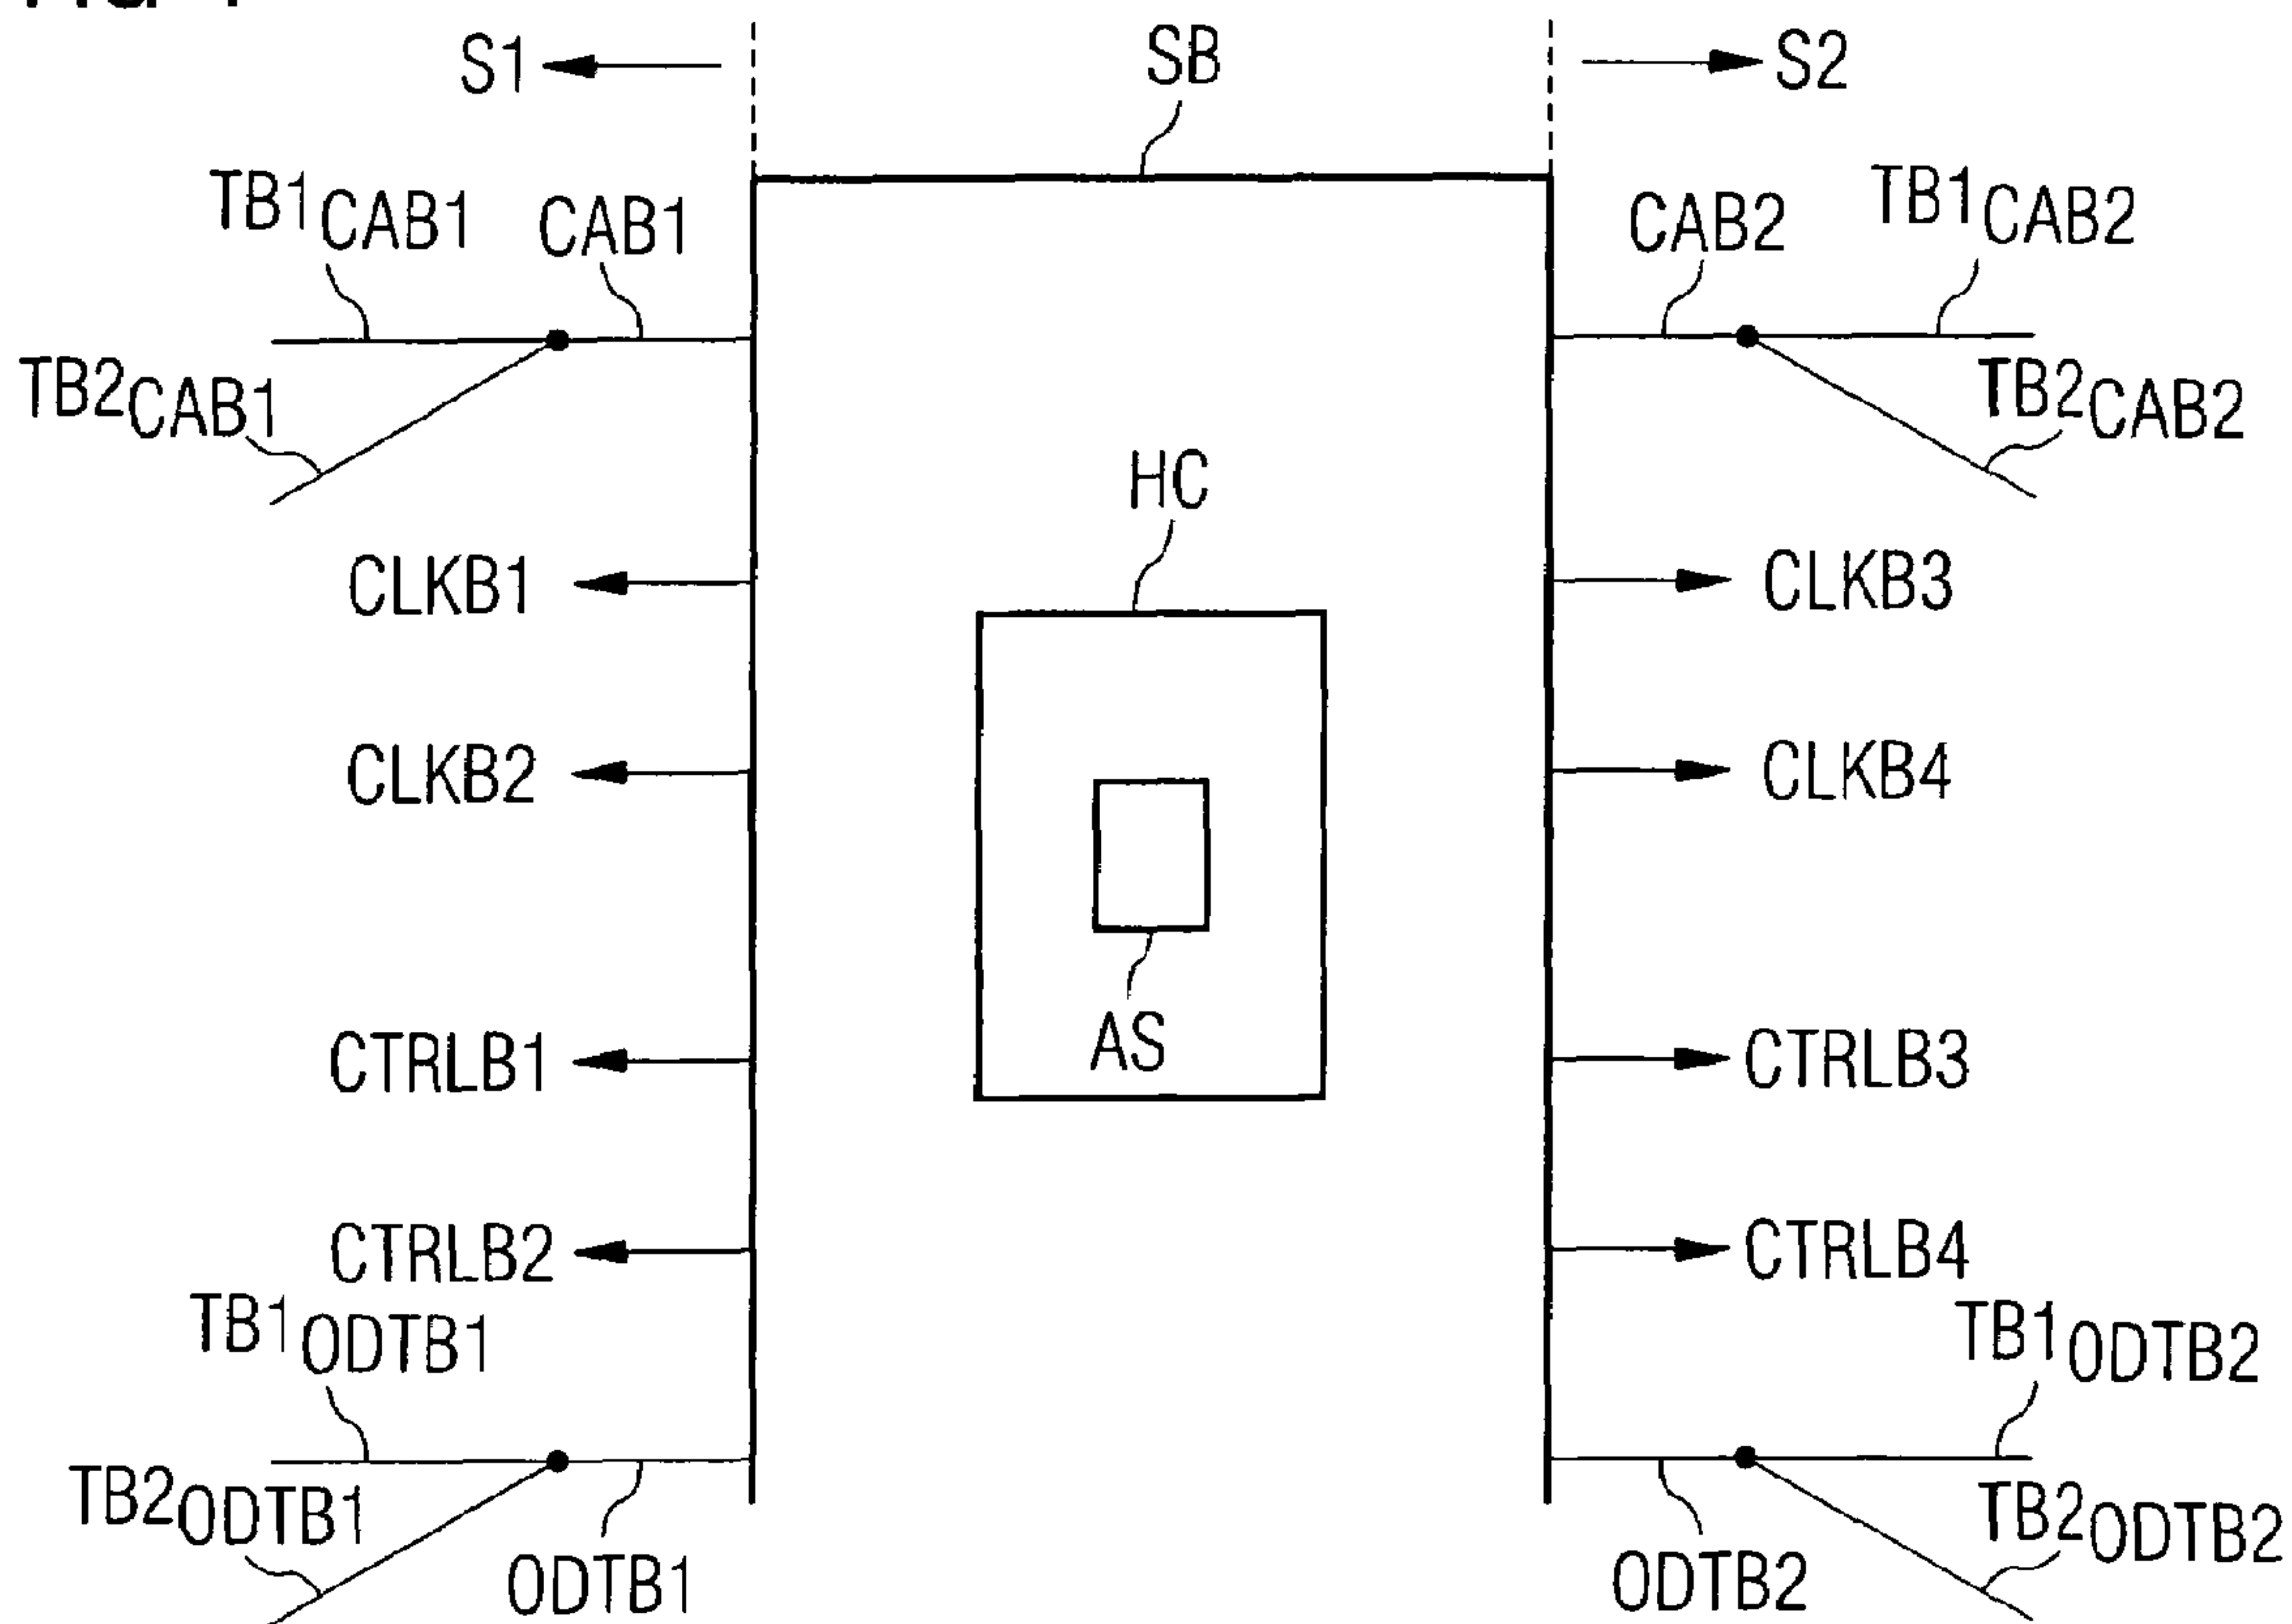 S1 SB S2
TB1CAB1 CAB1 CAB2 TB1CAB2
TB2CAB1 TB2CAB2
HC
CLKB1 CLKB3
CLKB2 CLKB4
AS
CTRLB1 CTRLB3
CTRLB2 CTRLB4
TB1ODTB1 TB1ODTB2
TB2ODTB1 TB2ODTB2
ODTB1 ODTB2